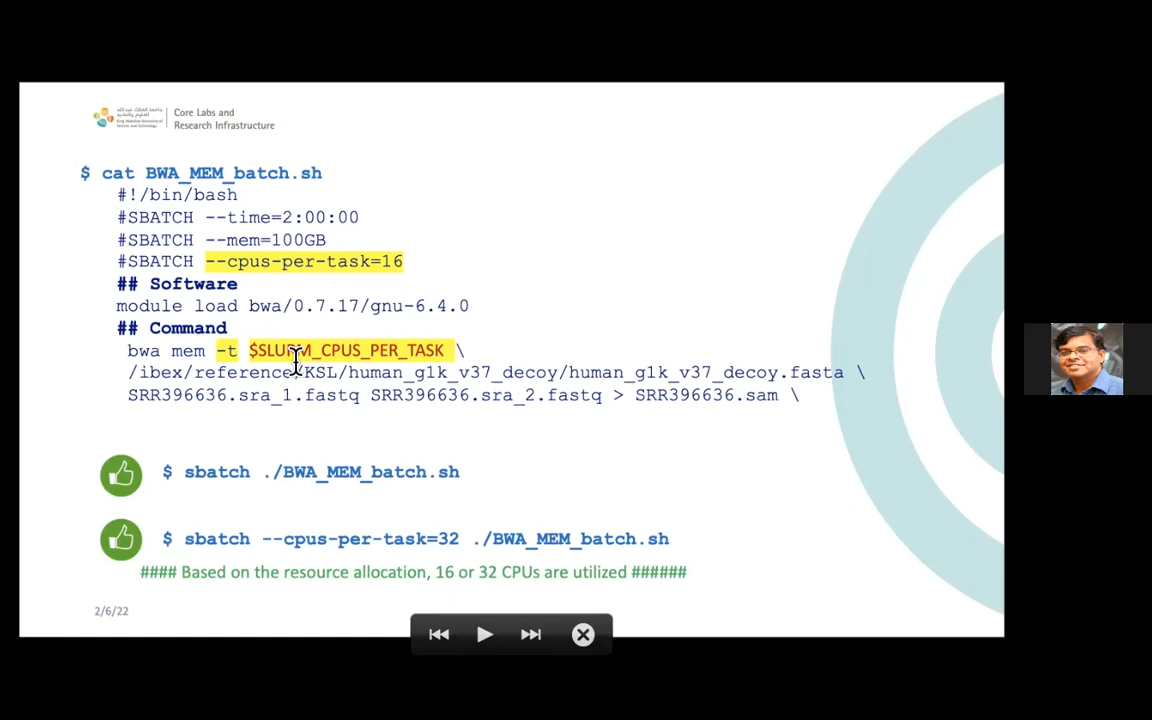 Core Labs and
Research Infrastructure
$ cat BWA_MEM_batch.sh
#!/bin/bash
#SBATCH --time=2:00:00
#SBATCH --mem=100GB
#SBATCH --cpus-per-task=16
## Software
module load bwa/0.7.17/gnu-6.4.0
## Command
bwa mem -t $SLURM_CPUS_PER_TASK \
/ibex/reference/KSL/human_g1k_v37_decoy/human_g1k_v37_decoy.fasta \
SRR396636.sra_1.fastq SRR396636.sra_2.fastq > SRR396636.sam \
$ sbatch ./BWA_MEM_batch.sh
$ sbatch --cpus-per-task=32 ./BWA_MEM_batch.sh
#### Based on the resource allocation, 16 or 32 CPUs are utilized ######
2/6/22